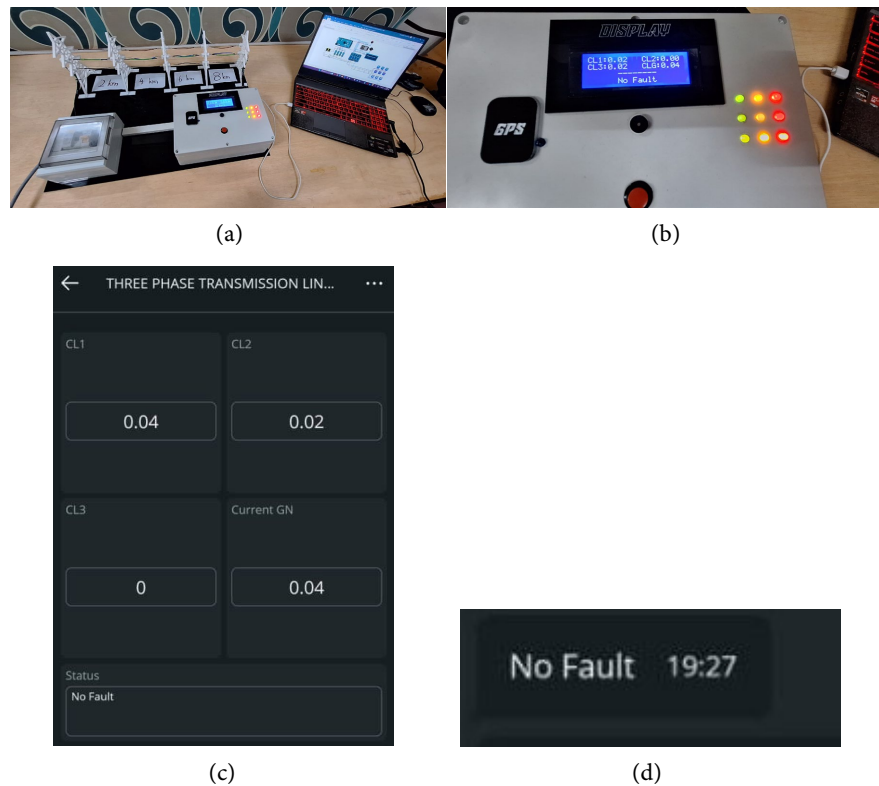 2 km
4 km
6 km
8 km
(a)
DISPLAY
CL1:0.02 CL2:0.00
CL3:0.02 CLG:0.04
---------
No Fault
GPS
(b)
THREE PHASE TRANSMISSION LIN...
CL1
CL2
0.04
0.02
CL3
Current GN
0
0.04
Status
No Fault
(c)
No Fault 19:27
(d)